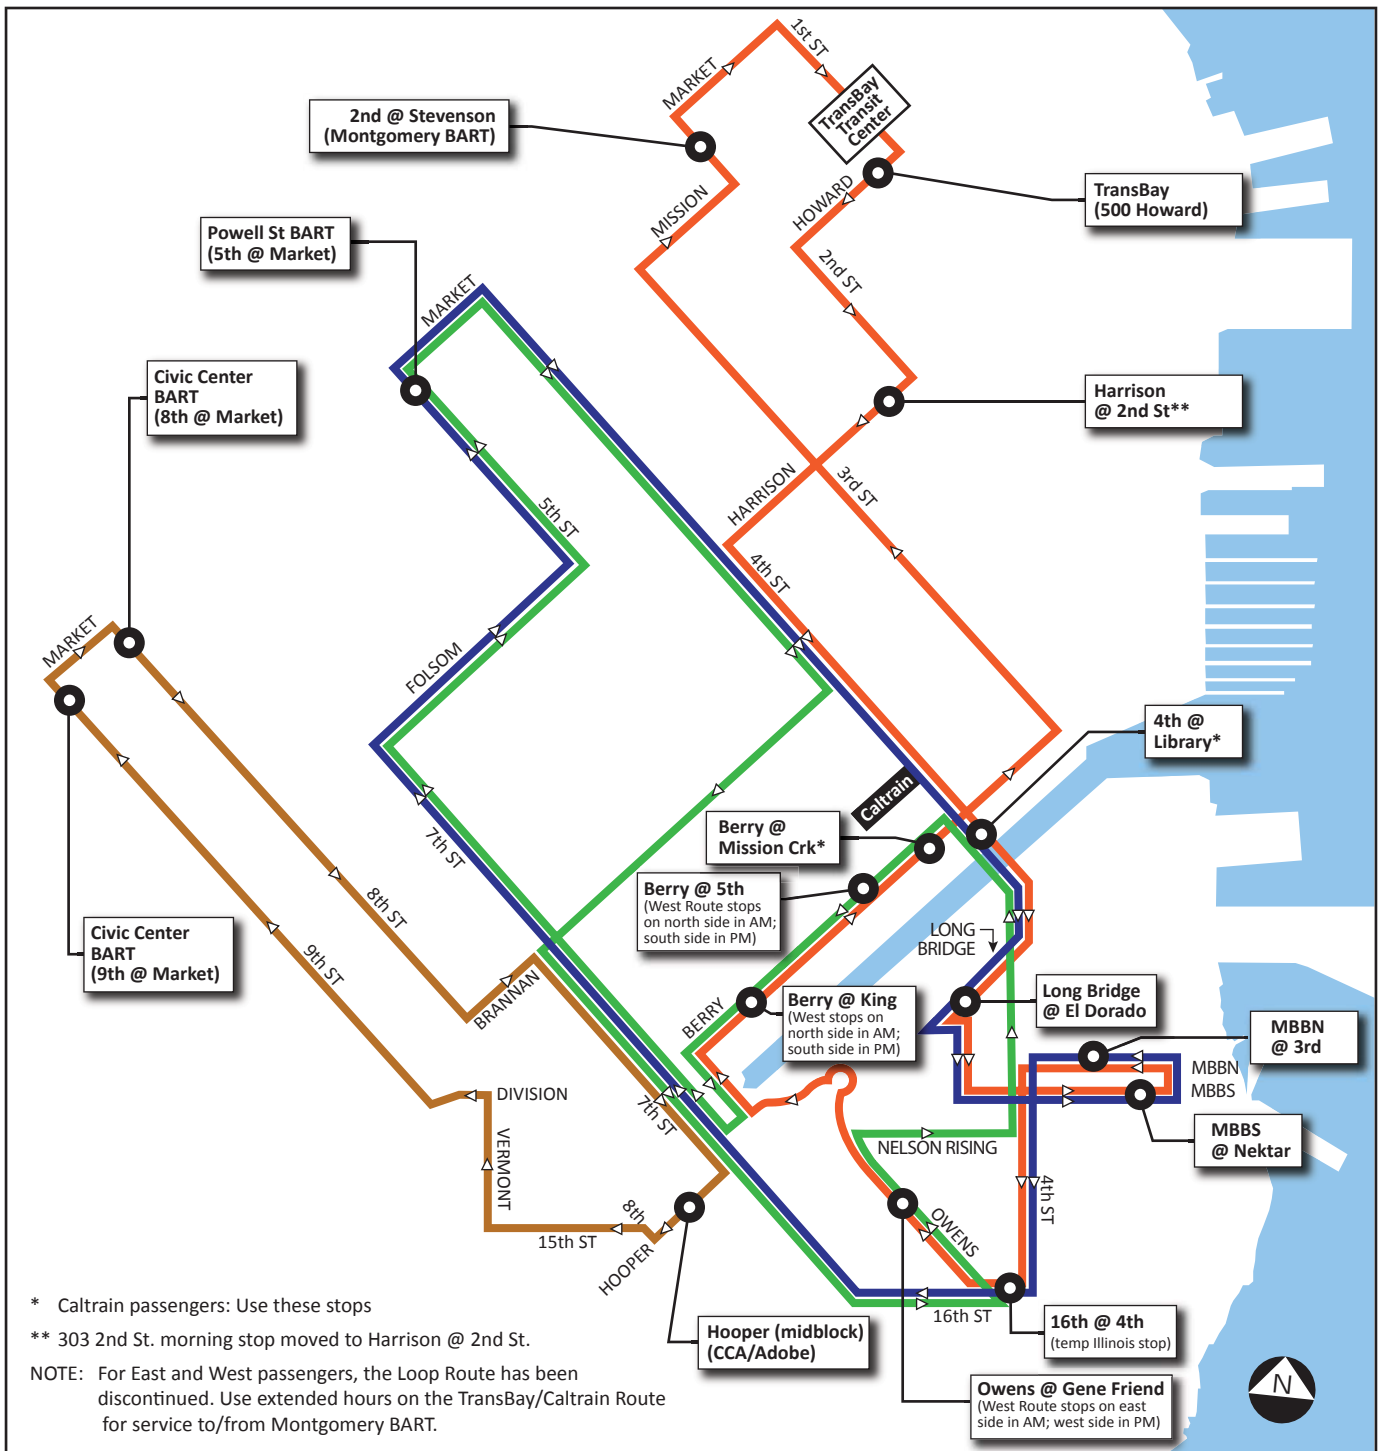 1st ST
MARKET
TransBay
Transit
Center
2nd @ Stevenson
(Montgomery BART)
MISSION
HOWARD
TransBay
(500 Howard)
Powell St BART
(5th @ Market)
2nd ST
MARKET
Civic Center
BART
(8th @ Market)
Harrison
@ 2nd St**
HARRISON
3rd ST
5th ST
4th ST
MARKET
FOLSOM
4th @
Library*
Caltrain
7th ST
Berry @
Mission Crk*
8th ST
Berry @ 5th
(West Route stops
on north side in AM;
south side in PM)
Civic Center
BART
(9th @ Market)
9th ST
LONG
BRIDGE
BRANNAN
BERRY
Berry @ King
(West stops on
north side in AM;
south side in PM)
Long Bridge
@ El Dorado
MBBN
@ 3rd
MBBN
MBBS
DIVISION
7th ST
MBBS
@ Nektar
NELSON RISING
VERMONT
4th ST
8th
OWENS
15th ST
HOOPER
16th ST
16th @ 4th
(temp Illinois stop)
Hooper (midblock)
(CCA/Adobe)
Owens @ Gene Friend
(West Route stops on east
side in AM; west side in PM)
N
* Caltrain passengers: Use these stops
** 303 2nd St. morning stop moved to Harrison @ 2nd St.
NOTE: For East and West passengers, the Loop Route has been
discontinued. Use extended hours on the TransBay/Caltrain Route
for service to/from Montgomery BART.